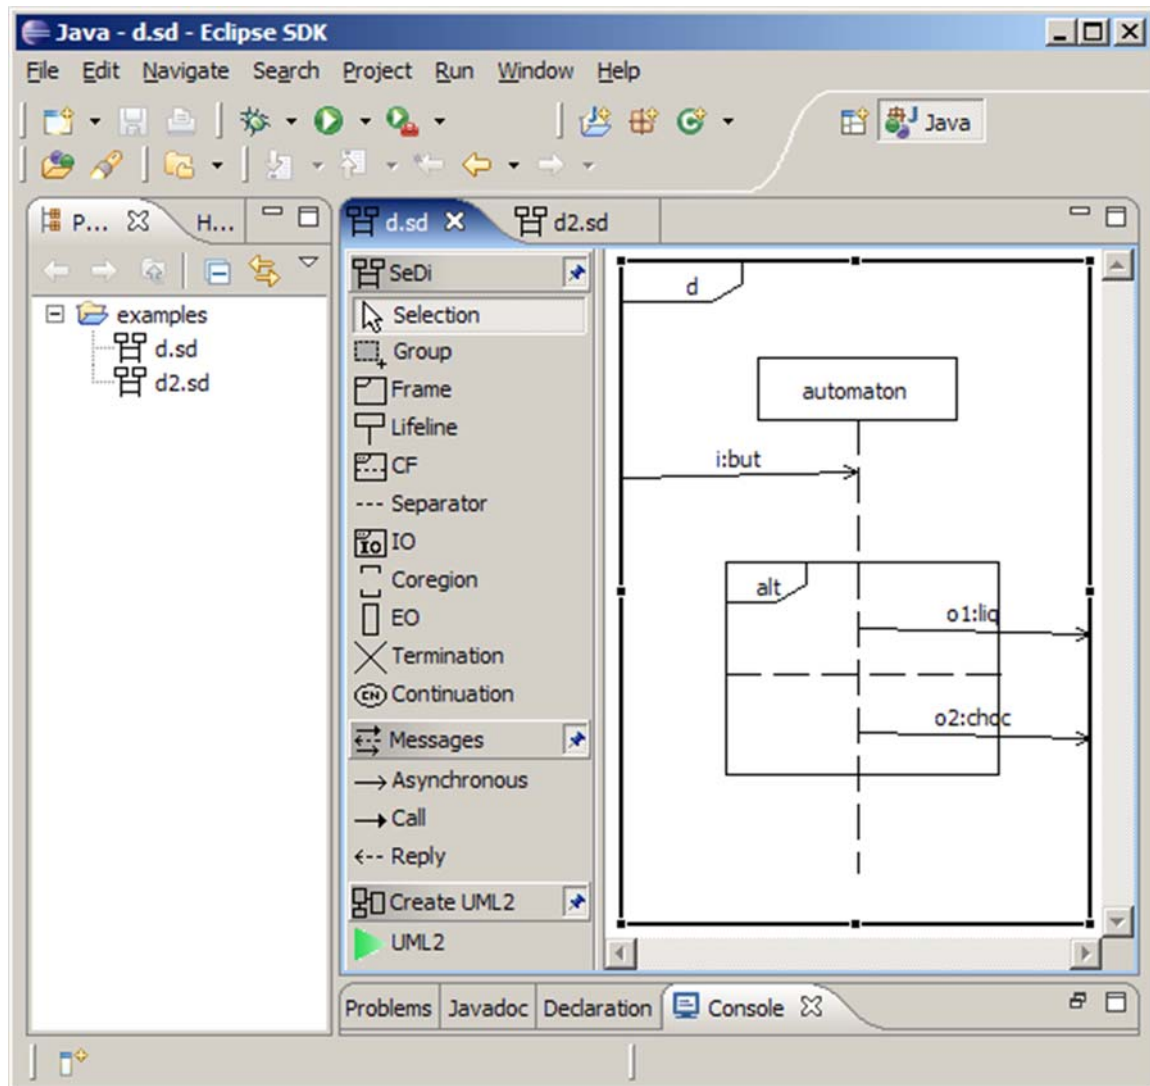 Java - d.sd - Eclipse SDK
File Edit Navigate Search Project Run Window Help
Java
P... H...
d.sd d2.sd
examples
d.sd
d2.sd
SeDi
Selection
Group
Frame
Lifeline
CF
Separator
IO IO
Coregion
EO
Termination
CN Continuation
Messages
Asynchronous
Call
Reply
Create UML2
UML2
d
automaton
i:but
alt
o1:liq
o2:choc
Problems Javadoc Declaration Console